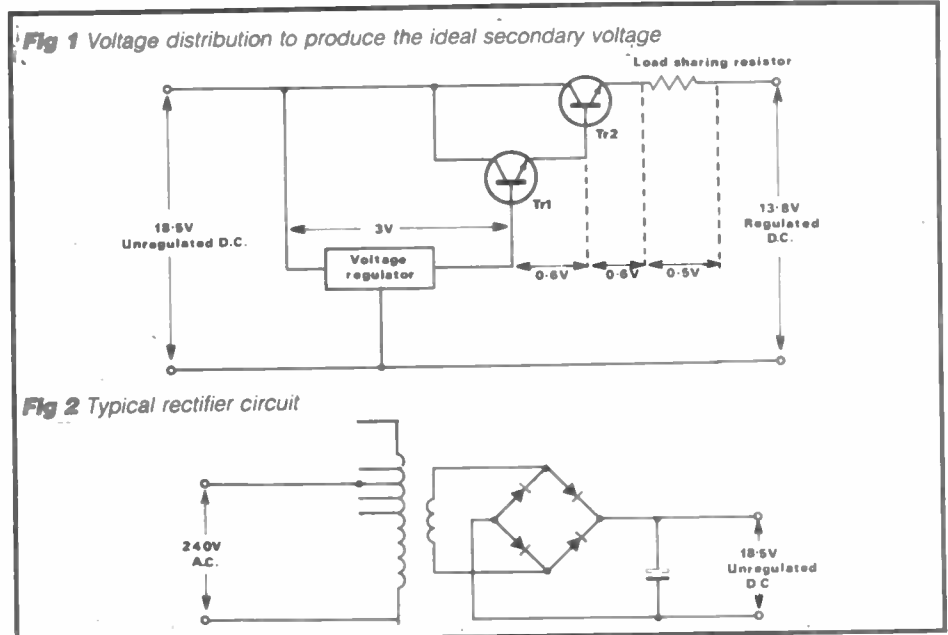 Fig 1 Voltage distribution to produce the ideal secondary voltage
Load sharing resistor
Tr2
Tr1
18·5V
Unregulated D.C.
3V
Voltage
regulator
0·6V
0·6V
0·5V
13·8V
Regulated
D.C.
Fig 2 Typical rectifier circuit
240V
A.C.
18·5V
Unregulated
D C